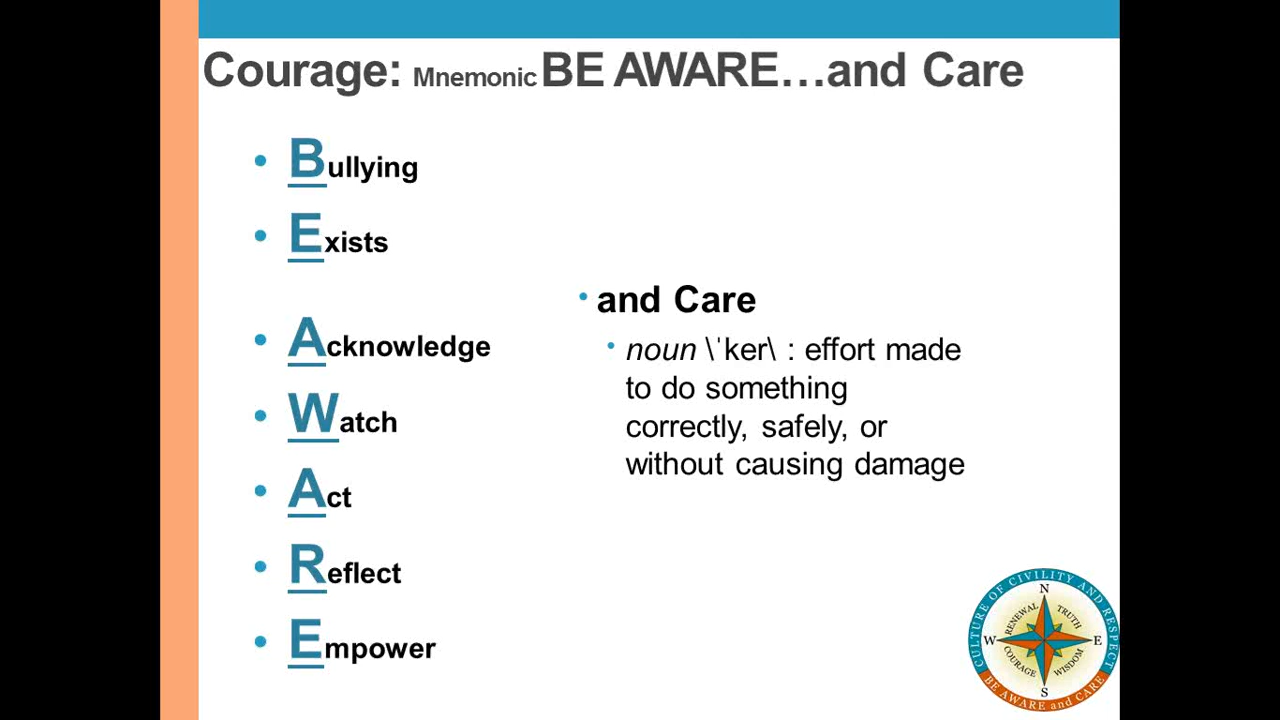 Courage: Mnemonic BE AWARE…and Care
• Bullying
• Exists
• Acknowledge
• Watch
• Act
• Reflect
• Empower
• and Care
• noun \ˈker\ : effort made
to do something
correctly, safely, or
without causing damage
CULTURE OF CIVILITY AND RESPECT
N
RENEWAL TRUTH
W E
COURAGE WISDOM
S
BE AWARE and CARE